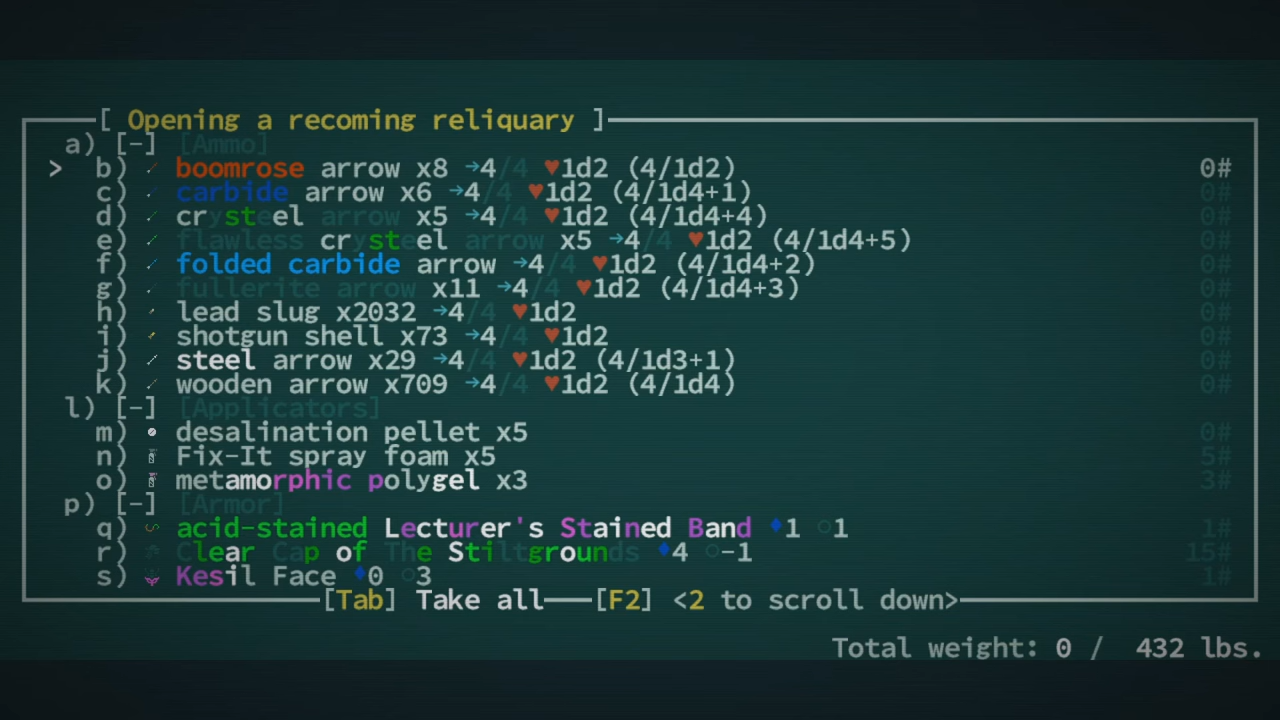 [ Opening a recoming reliquary ]
a) [-] [Ammo]
> b) boomrose arrow x8 →4/4 ♥1d2 (4/1d2) 0#
c) carbide arrow x6 →4/4 ♥1d2 (4/1d4+1) 0#
d) crysteel arrow x5 →4/4 ♥1d2 (4/1d4+4) 0#
e) flawless crysteel arrow x5 →4/4 ♥1d2 (4/1d4+5) 0#
f) folded carbide arrow →4/4 ♥1d2 (4/1d4+2) 0#
g) fullerite arrow x11 →4/4 ♥1d2 (4/1d4+3) 0#
h) lead slug x2032 →4/4 ♥1d2 0#
i) shotgun shell x73 →4/4 ♥1d2 0#
j) steel arrow x29 →4/4 ♥1d2 (4/1d3+1) 0#
k) wooden arrow x709 →4/4 ♥1d2 (4/1d4) 0#
l) [-] [Applicators]
m) desalination pellet x5 0#
n) Fix-It spray foam x5 5#
o) metamorphic polygel x3 3#
p) [-] [Armor]
q) acid-stained Lecturer's Stained Band ♦1 ○1 1#
r) Clear Cap of The Stiltgrounds ♦4 ○-1 15#
s) Kesil Face ♦0 ○3 1#
[Tab] Take all [F2] <2 to scroll down>
Total weight: 0 / 432 lbs.